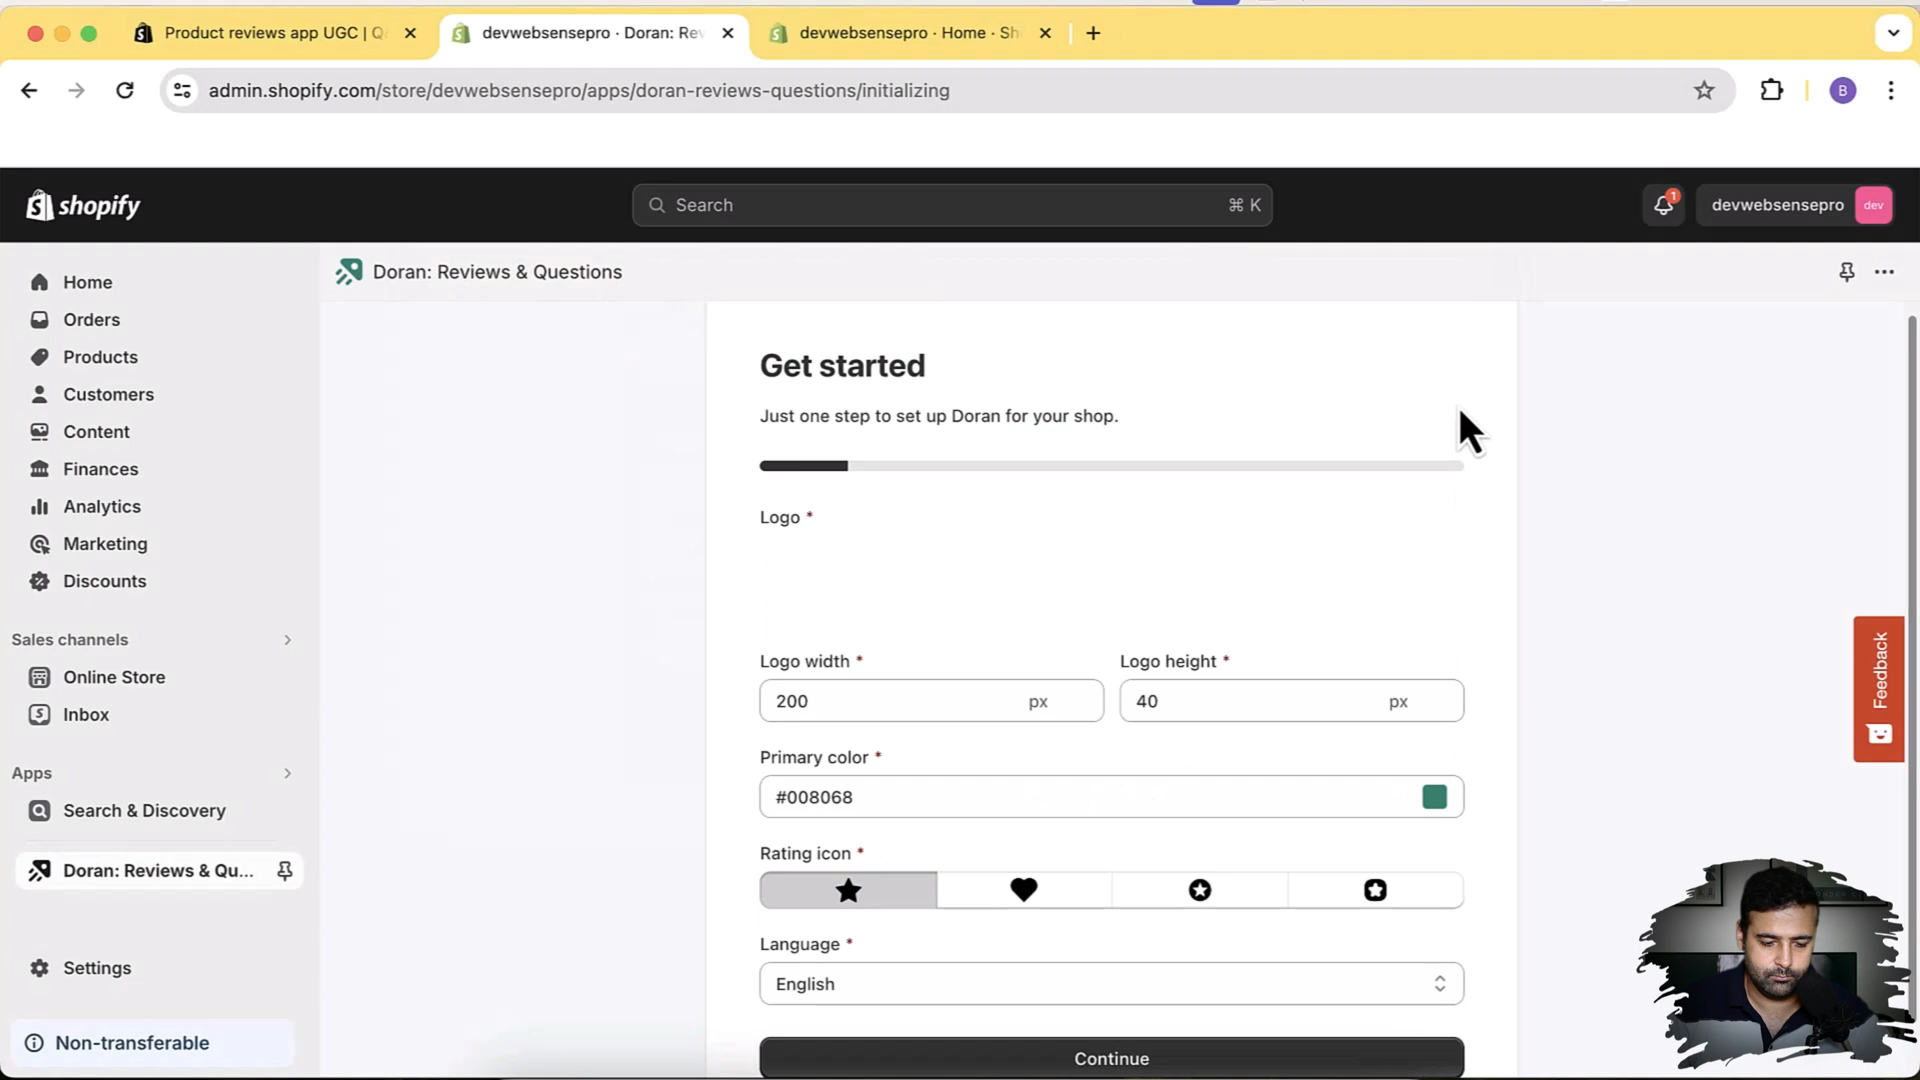 Product reviews app UGC | Q
devwebsensepro · Doran: Re
devwebsensepro · Home · Sh
admin.shopify.com/store/devwebsensepro/apps/doran-reviews-questions/initializing
B
shopify
Search
⌘ K
1
devwebsensepro
dev
Home
Orders
Products
Customers
Content
Finances
Analytics
Marketing
Discounts
Sales channels
Online Store
Inbox
Apps
Search & Discovery
Doran: Reviews & Qu...
Settings
Non-transferable
Doran: Reviews & Questions
Get started
Just one step to set up Doran for your shop.
Logo *
Logo width *
Logo height *
200 px
40 px
Primary color *
#008068
Rating icon *
Language *
English
Continue
Feedback